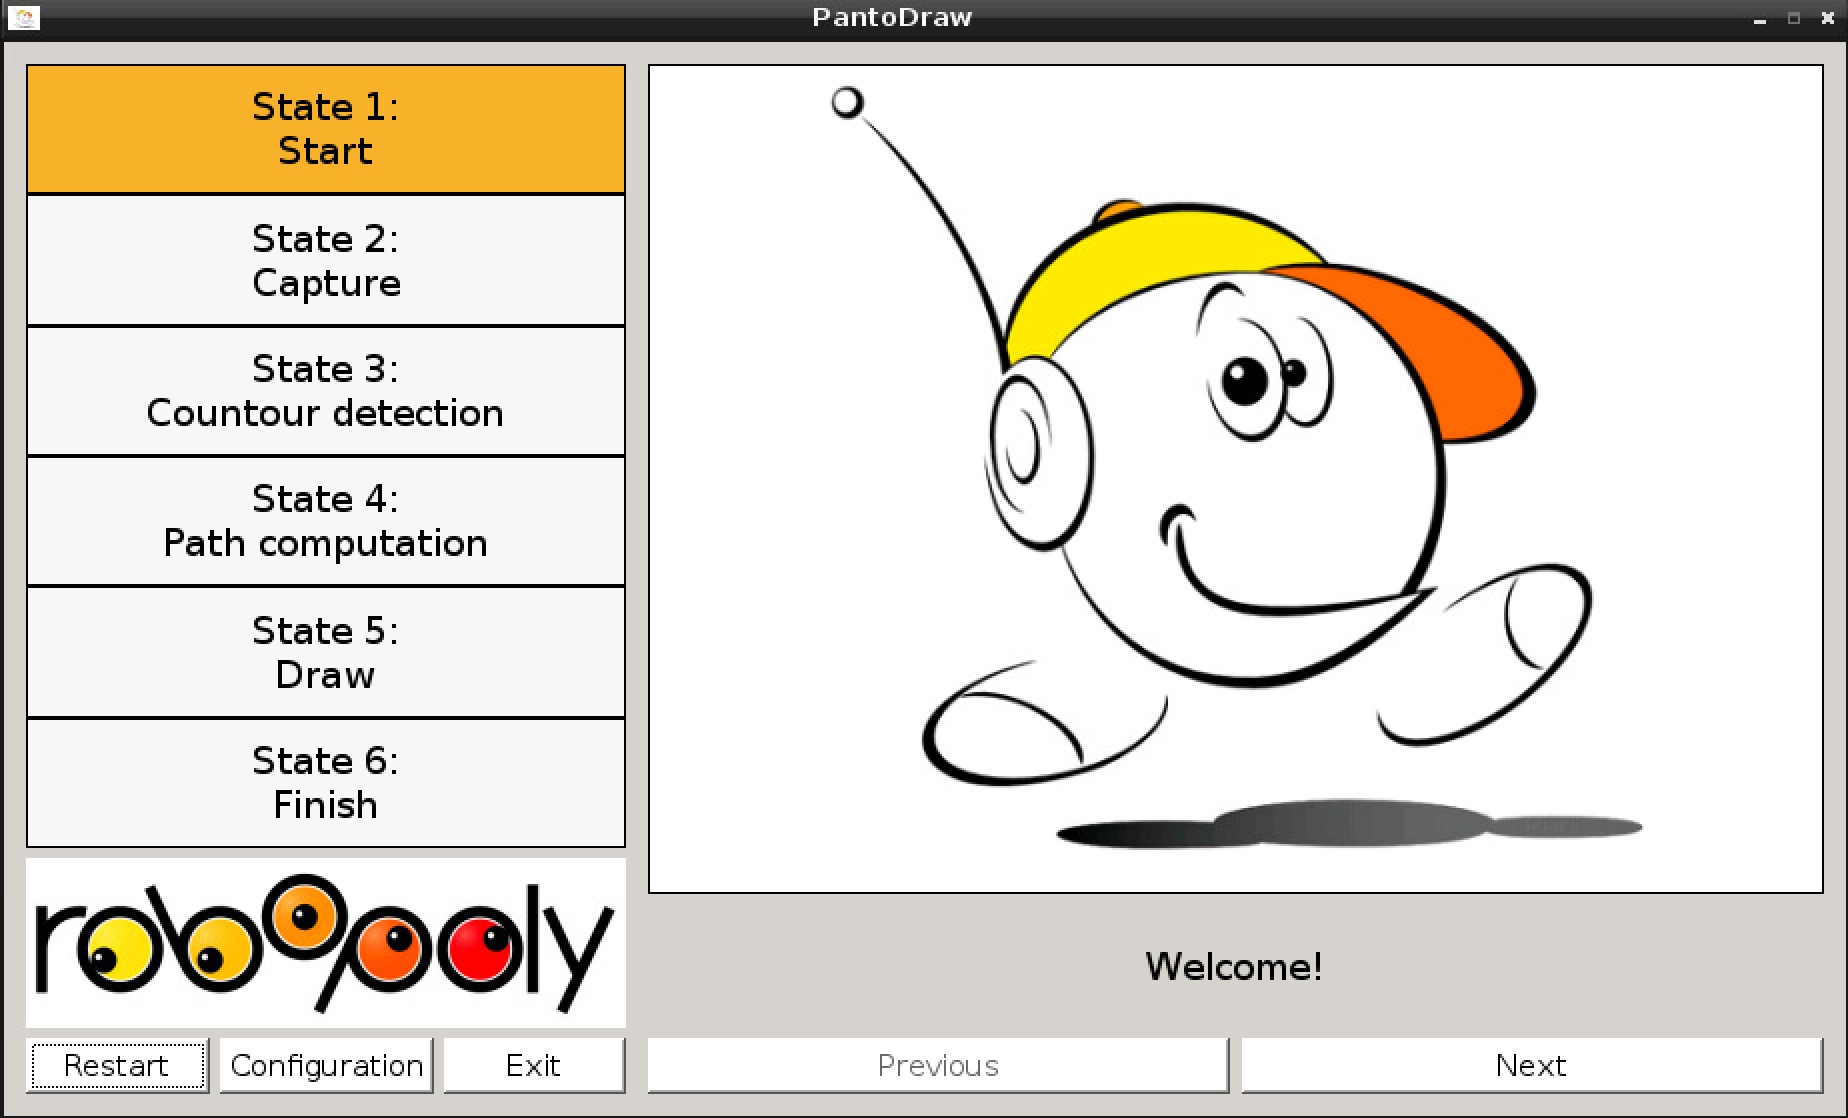 PantoDraw
State 1:
Start
State 2:
Capture
State 3:
Countour detection
State 4:
Path computation
State 5:
Draw
State 6:
Finish
robopoly
Welcome!
Restart
Configuration
Exit
Previous
Next